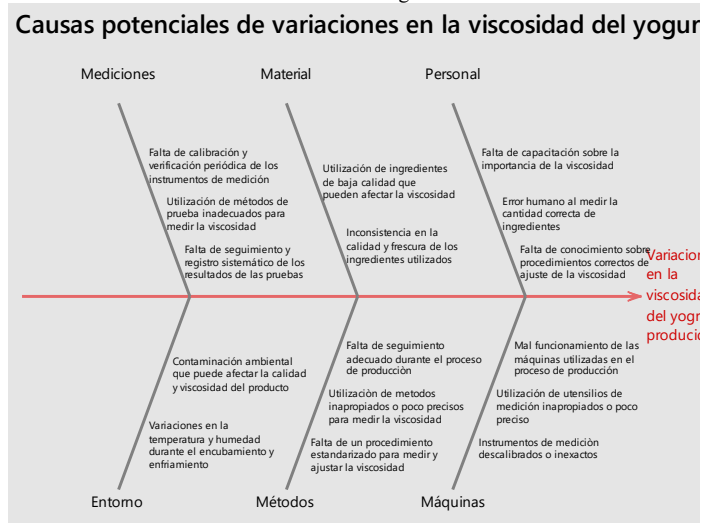 Causas potenciales de variaciones en la viscosidad del yogur
Mediciones
Material
Personal
Falta de calibración y
verificación periódica de los
instrumentos de medición
Utilización de métodos de
prueba inadecuados para
medir la viscosidad
Falta de seguimiento y
registro sistemático de los
resultados de las pruebas
Utilización de ingredientes
de baja calidad que
pueden afectar la viscosidad
Inconsistencia en la
calidad y frescura de los
ingredientes utilizados
Falta de capacitación sobre la
importancia de la viscosidad
Error humano al medir la
cantidad correcta de
ingredientes
Falta de conocimiento sobre
procedimientos correctos de
ajuste de la viscosidad
Variacion
en la
viscosida
del yogr
producid
Contaminación ambiental
que puede afectar la calidad
y viscosidad del producto
Variaciones en la
temperatura y humedad
durante el encubamiento y
enfriamiento
Falta de seguimiento
adecuado durante el proceso
de producciòn
Utilizaciòn de metodos
inapropiados o poco precisos
para medir la viscosidad
Falta de un procedimiento
estandarizado para medir y
ajustar la viscosidad
Mal funcionamiento de las
máquinas utilizadas en el
proceso de producción
Utilización de utensilios de
medición inapropiados o poco
preciso
Instrumentos de mediciòn
descalibrados o inexactos
Entorno
Métodos
Máquinas